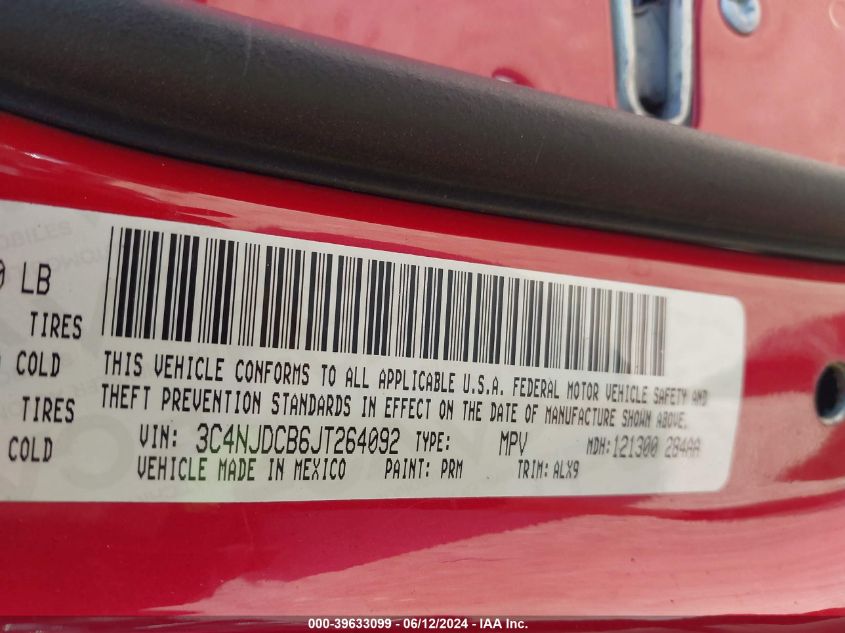 0 LB
TIRES
COLD
TIRES
COLD
THIS VEHICLE CONFORMS TO ALL APPLICABLE U.S.A. FEDERAL MOTOR VEHICLE SAFETY AND
THEFT PREVENTION STANDARDS IN EFFECT ON THE DATE OF MANUFACTURE SHOWN ABOVE.
VIN: 3C4NJDCB6JT264092 TYPE: MPV MDH:121300 284AA
VEHICLE MADE IN MEXICO PAINT: PRM TRIM: ALX9
000-39633099 - 06/12/2024 - IAA Inc.